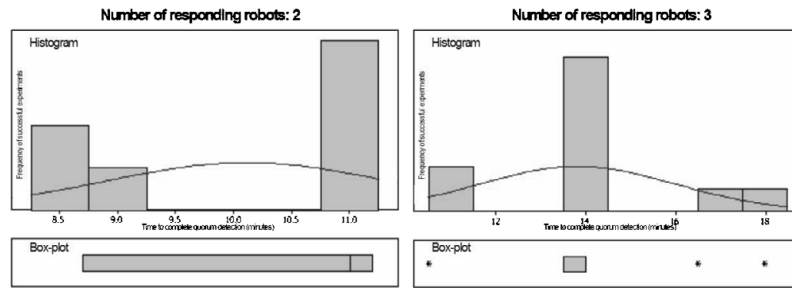 Number of responding robots: 2
Histogram
Frequency of successful experiments
8.5 9.0 9.5 10.0 10.5 11.0
Time to complete quorum detection (minutes)
Box-plot
Number of responding robots: 3
Histogram
Frequency of successful experiments
12 14 16 18
Time to complete quorum detection (minutes)
Box-plot